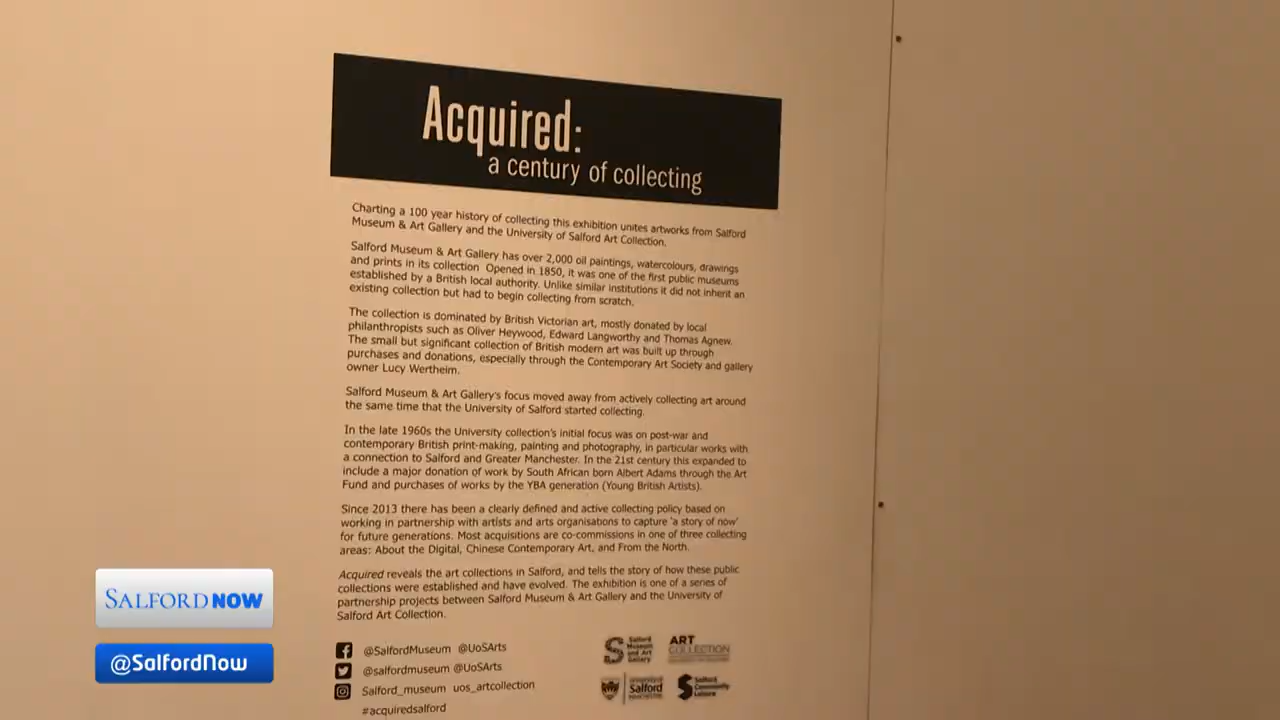 Acquired:
a century of collecting
Charting a 100 year history of collecting this exhibition unites artworks from Salford
Museum & Art Gallery and the University of Salford Art Collection.
Salford Museum & Art Gallery has over 2,000 oil paintings, watercolours, drawings
and prints in its collection Opened in 1850, it was one of the first public museums
established by a British local authority. Unlike similar institutions it did not inherit an
existing collection but had to begin collecting from scratch.
The collection is dominated by British Victorian art, mostly donated by local
philanthropists such as Oliver Heywood, Edward Langworthy and Thomas Agnew.
The small but significant collection of British modern art was built up through
purchases and donations, especially through the Contemporary Art Society and gallery
owner Lucy Wertheim.
Salford Museum & Art Gallery's focus moved away from actively collecting art around
the same time that the University of Salford started collecting.
In the late 1960s the University collection's initial focus was on post-war and
contemporary British print-making, painting and photography, in particular works with
a connection to Salford and Greater Manchester. In the 21st century this expanded to
include a major donation of work by South African born Albert Adams through the Art
Fund and purchases of works by the YBA generation (Young British Artists).
Since 2013 there has been a clearly defined and active collecting policy based on
working in partnership with artists and arts organisations to capture 'a story of now'
for future generations. Most acquisitions are co-commissions in one of three collecting
areas: About the Digital, Chinese Contemporary Art, and From the North.
Acquired reveals the art collections in Salford, and tells the story of how these public
collections were established and have evolved. The exhibition is one of a series of
partnership projects between Salford Museum & Art Gallery and the University of
Salford Art Collection.
@SalfordMuseum @UoSArts
@salfordmuseum @UoSArts
Salford_museum uos_artcollection
#acquiredsalford
Salford
Museum
and Art
Gallery
ART
COLLECTION
Salford
Salford
Community
Leisure
SALFORD NOW
@SalfordNow